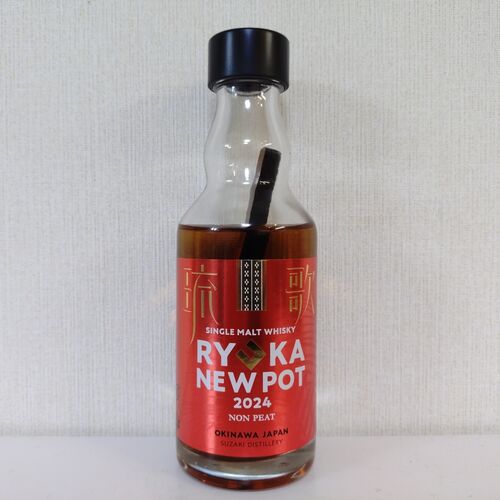 琉 歌
SINGLE MALT WHISKY
RY KA
NEW POT
2024
NON PEAT
OKINAWA JAPAN
SUZAKI DISTILLERY